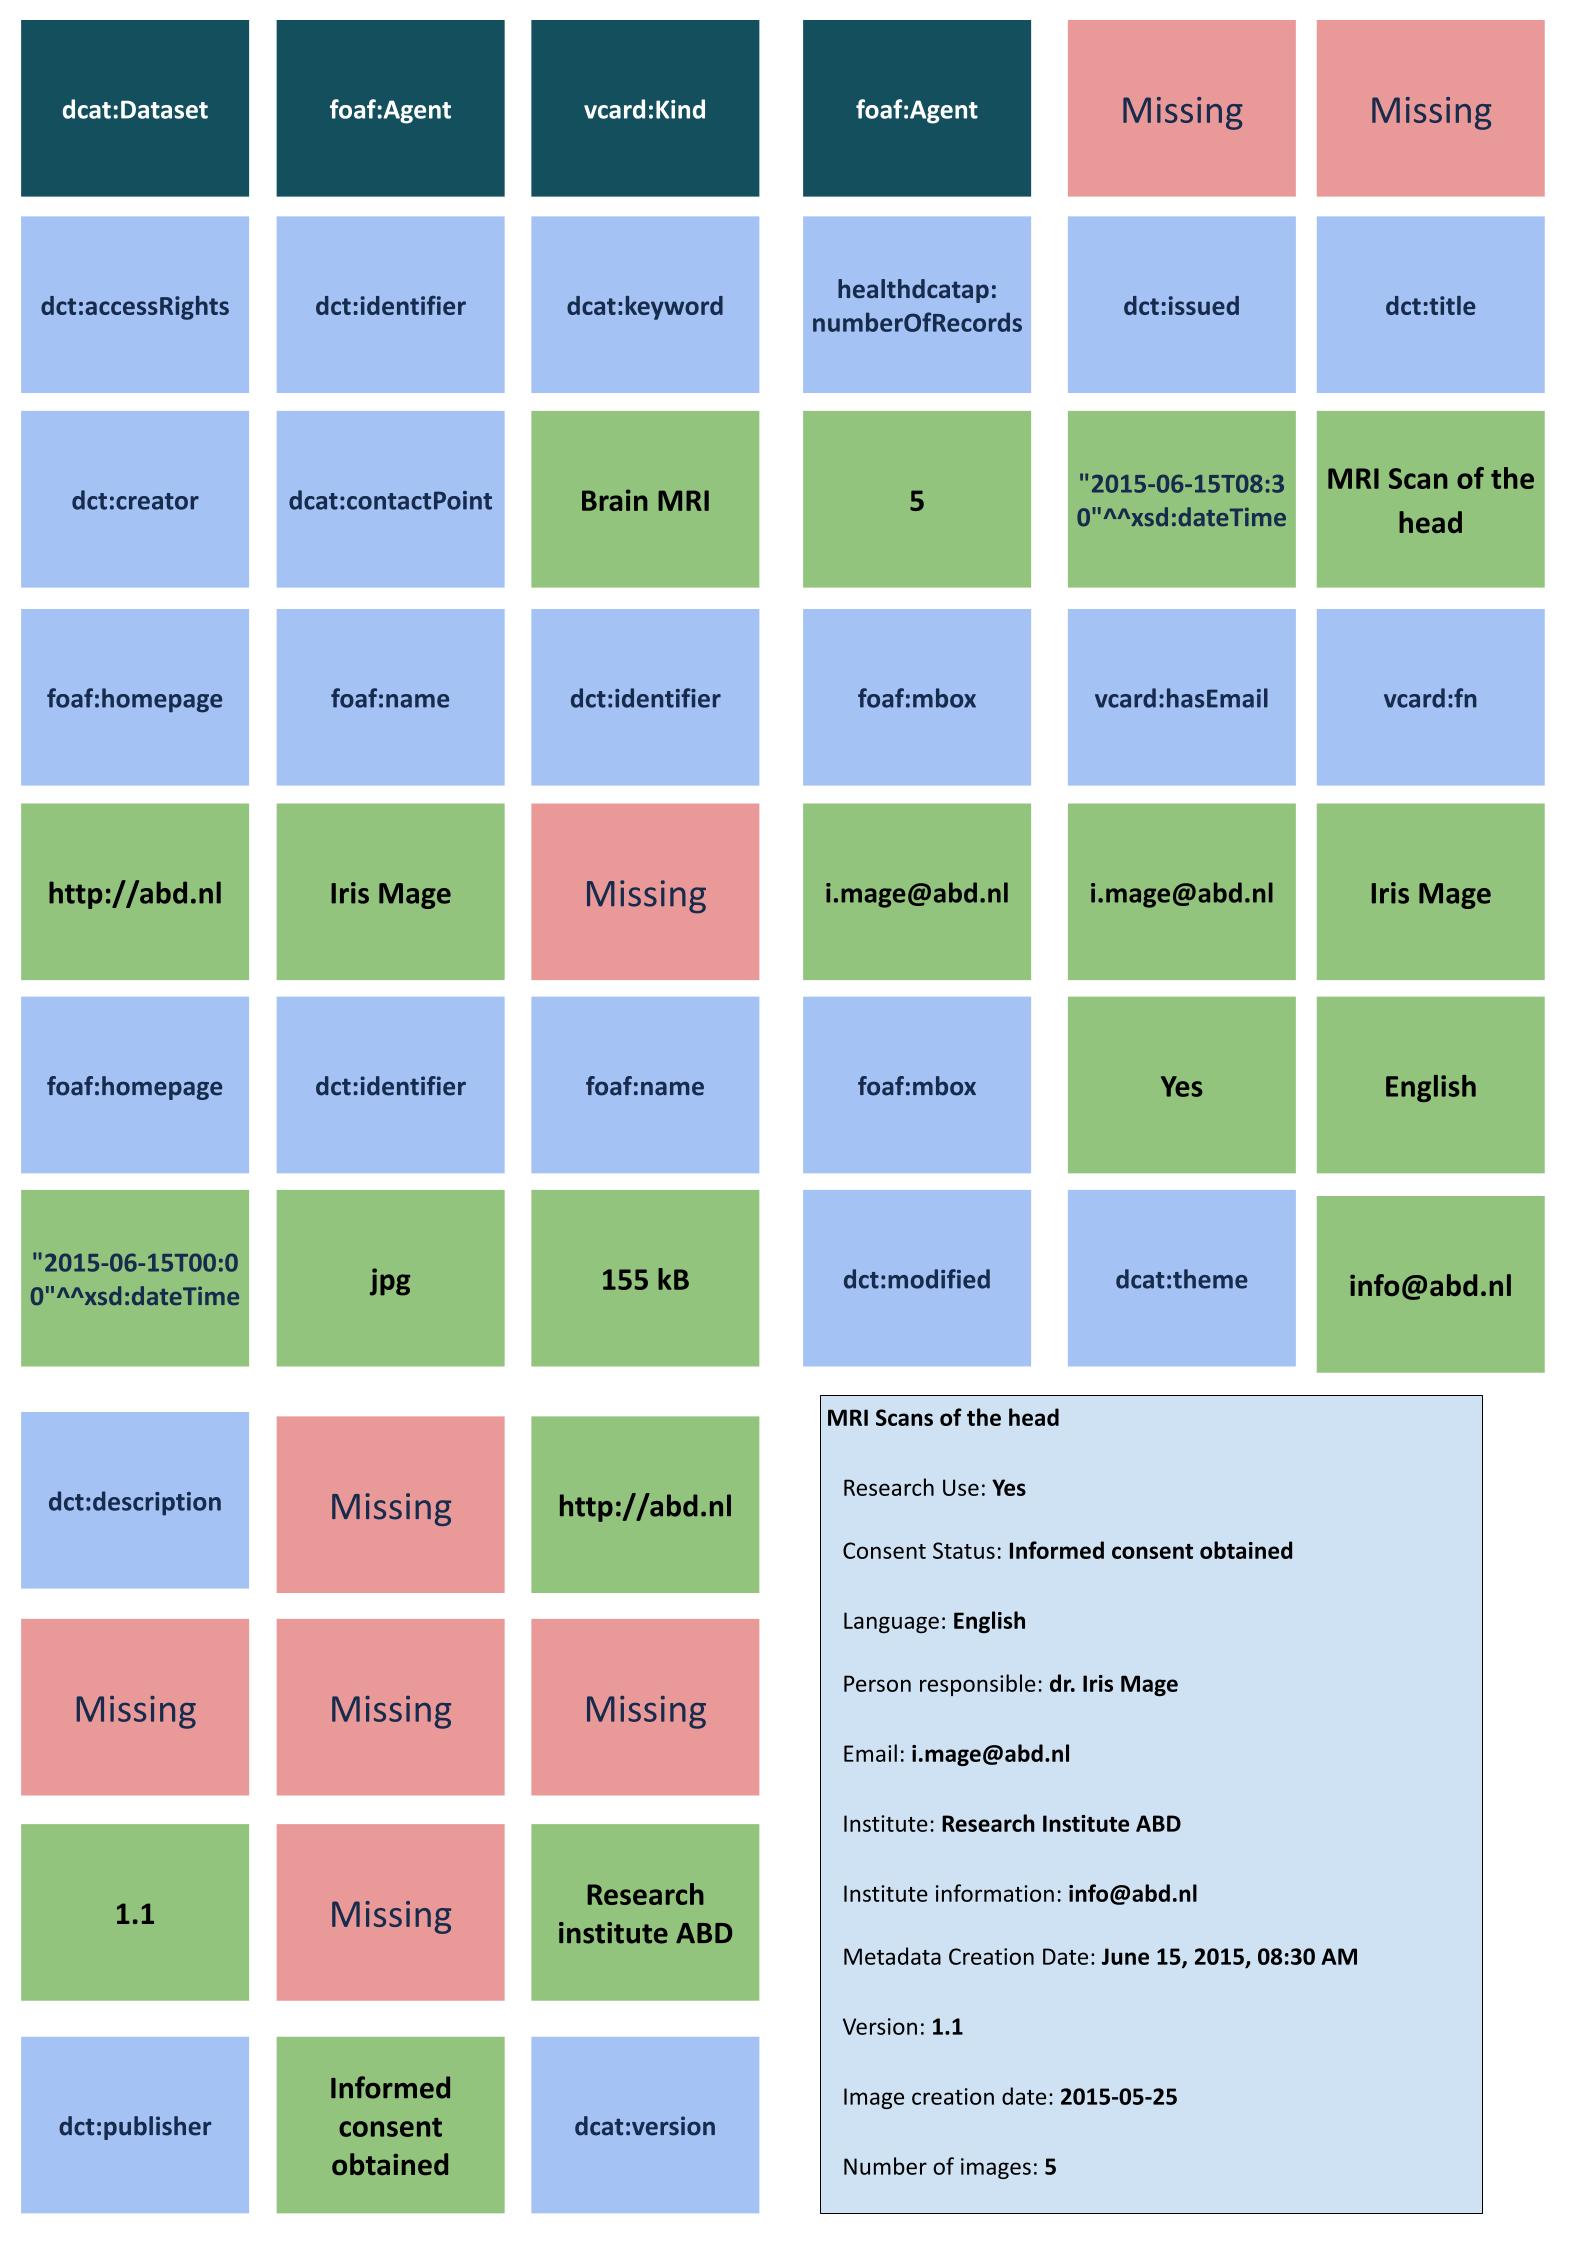 dcat:Dataset
foaf:Agent
vcard:Kind
foaf:Agent
Missing
Missing
dct:accessRights
dct:identifier
dcat:keyword
healthdcatap:
numberOfRecords
dct:issued
dct:title
dct:creator
dcat:contactPoint
Brain MRI
5
"2015-06-15T08:3
0"^^xsd:dateTime
MRI Scan of the
head
foaf:homepage
foaf:name
dct:identifier
foaf:mbox
vcard:hasEmail
vcard:fn
http://abd.nl
Iris Mage
Missing
i.mage@abd.nl
i.mage@abd.nl
Iris Mage
foaf:homepage
dct:identifier
foaf:name
foaf:mbox
Yes
English
"2015-06-15T00:0
0"^^xsd:dateTime
jpg
155 kB
dct:modified
dcat:theme
info@abd.nl
dct:description
Missing
http://abd.nl
Missing
Missing
Missing
1.1
Missing
Research
institute ABD
dct:publisher
Informed
consent
obtained
dcat:version
MRI Scans of the head
Research Use: Yes
Consent Status: Informed consent obtained
Language: English
Person responsible: dr. Iris Mage
Email: i.mage@abd.nl
Institute: Research Institute ABD
Institute information: info@abd.nl
Metadata Creation Date: June 15, 2015, 08:30 AM
Version: 1.1
Image creation date: 2015-05-25
Number of images: 5